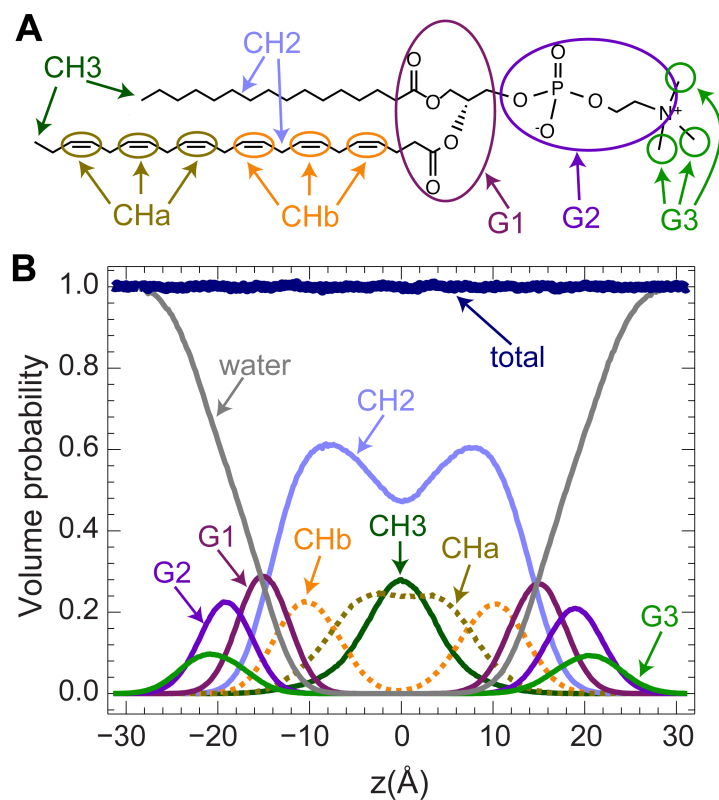 A
CH3
CH2
O
O
O
O
P
O
-O
O
N+
O
CHa
CHb
G1
G2
G3
B
1.0
0.8
0.6
0.4
0.2
0.0
Volume probability
water
total
CH2
G1
G2
CHb
CH3
CHa
G3
−30 −20 −10 0 10 20 30
z(Å)